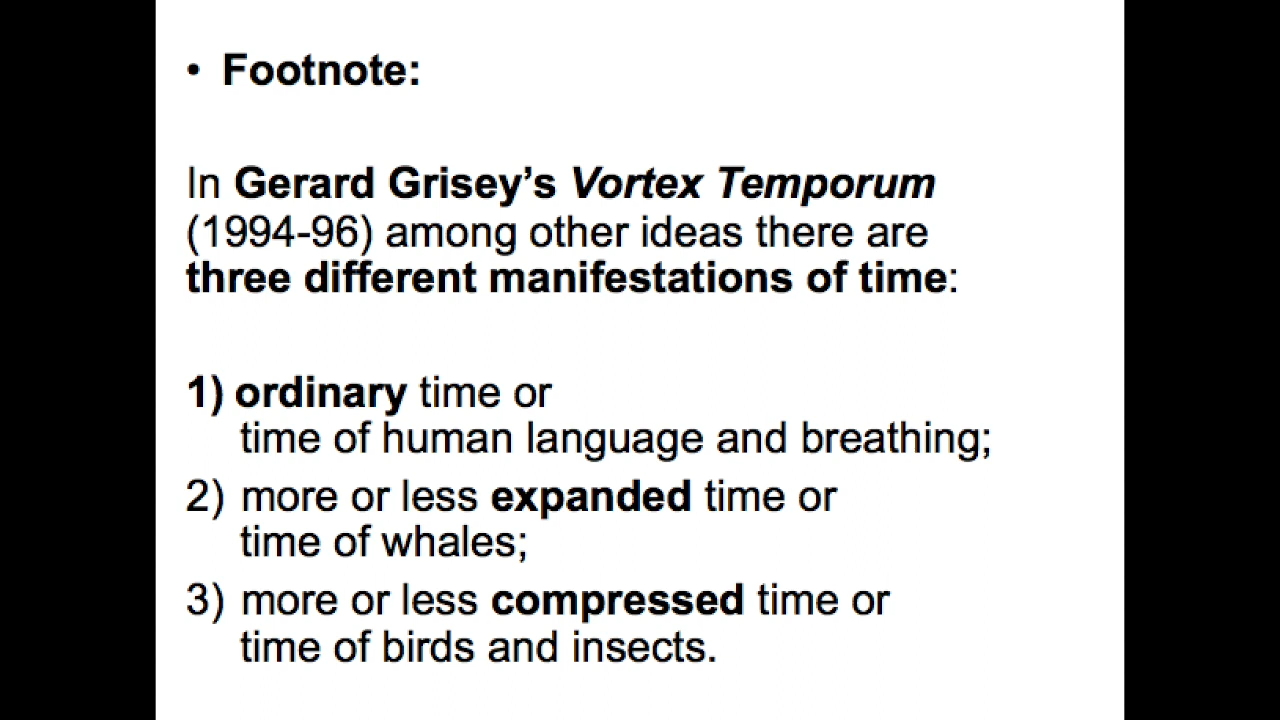 • Footnote:
In Gerard Grisey’s Vortex Temporum
(1994-96) among other ideas there are
three different manifestations of time:
1) ordinary time or
time of human language and breathing;
2) more or less expanded time or
time of whales;
3) more or less compressed time or
time of birds and insects.